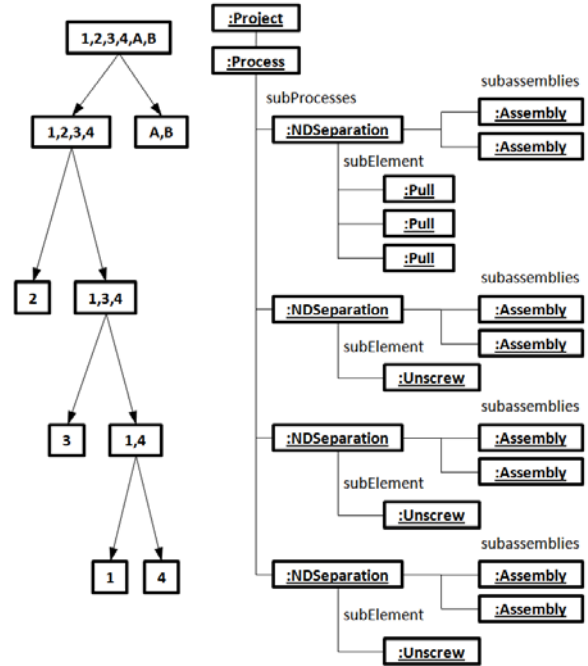 1,2,3,4,A,B
1,2,3,4
A,B
2
1,3,4
3
1,4
1
4
:Project
:Process
subProcesses
:NDSeparation
subassemblies
:Assembly
:Assembly
subElement
:Pull
:Pull
:Pull
:NDSeparation
subassemblies
:Assembly
:Assembly
subElement
:Unscrew
:NDSeparation
subassemblies
:Assembly
:Assembly
subElement
:Unscrew
:NDSeparation
subassemblies
:Assembly
:Assembly
subElement
:Unscrew